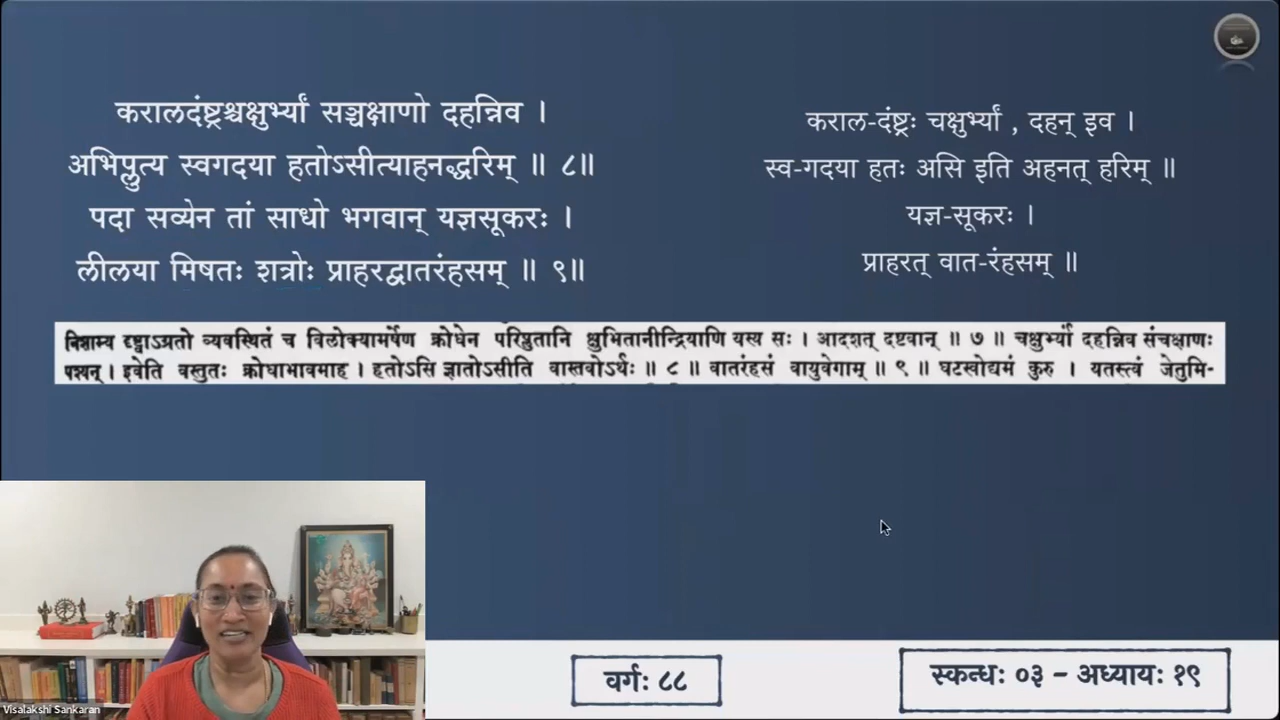 करालदंष्ट्रश्चक्षुर्भ्यां सञ्चक्षाणो दहन्निव ।
अभिप्लुत्य स्वगदया हतोऽसीत्याहनद्धरिम् ॥ ८॥
पदा सव्येन तां साधो भगवान् यज्ञसूकरः ।
लीलया मिषतः शत्रोः प्राहरद्वातरंहसम् ॥ ९॥
कराल-दंष्ट्रः चक्षुर्भ्यां , दहन् इव ।
स्व-गदया हतः असि इति अहनत् हरिम् ॥
यज्ञ-सूकरः ।
प्राहरत् वात-रंहसम् ॥
निशाम्य दृष्ट्वाऽग्रतो व्यवस्थितं च विलोक्यामर्षेण क्रोधेन परिप्लुतानि क्षुभितानीन्द्रियाणि यस्य सः । आदशत् दष्टवान् ॥ ७ ॥ चक्षुर्भ्यां दहन्निव संचक्षाणः
पश्यन् । इवेति वस्तुतः क्रोधाभावमाह । हतोऽसि ज्ञातोऽसीति वास्तवोऽर्थः ॥ ८ ॥ वातरंहसं वायुवेगाम् ॥ ९ ॥ घटस्वोद्यमं कुरु । यतस्त्वं जेतुमि-
Visalakshi Sankaran
वर्गः ८८
स्कन्धः ०३ - अध्यायः १९